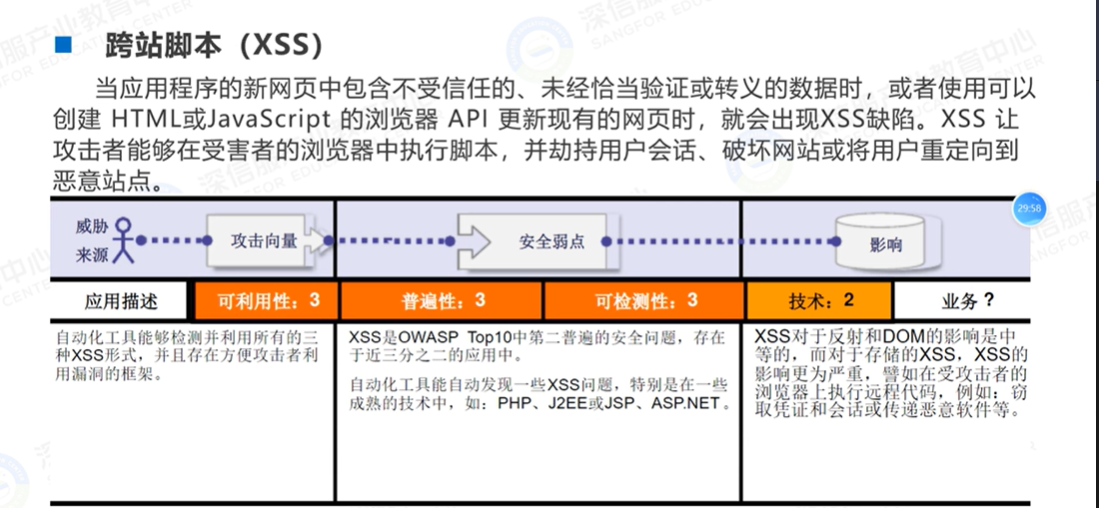 跨站脚本（XSS）
当应用程序的新网页中包含不受信任的、未经恰当验证或转义的数据时，或者使用可以
创建 HTML或JavaScript 的浏览器 API 更新现有的网页时，就会出现XSS缺陷。XSS 让
攻击者能够在受害者的浏览器中执行脚本，并劫持用户会话、破坏网站或将用户重定向到
恶意站点。
威胁
来源
攻击向量
安全弱点
影响
29:58
应用描述
可利用性：3
普遍性：3
可检测性：3
技术：2
业务 ?
自动化工具能够检测并利用所有的三
种XSS形式，并且存在方便攻击者利
用漏洞的框架。
XSS是OWASP Top10中第二普遍的安全问题，存在
于近三分之二的应用中。
自动化工具能自动发现一些XSS问题，特别是在一些
成熟的技术中，如：PHP、J2EE或JSP、ASP.NET 。
XSS对于反射和DOM的影响是中
等的，而对于存储的XSS，XSS的
影响更为严重，譬如在受攻击者的
浏览器上执行远程代码，例如：窃
取凭证和会话或传递恶意软件等。